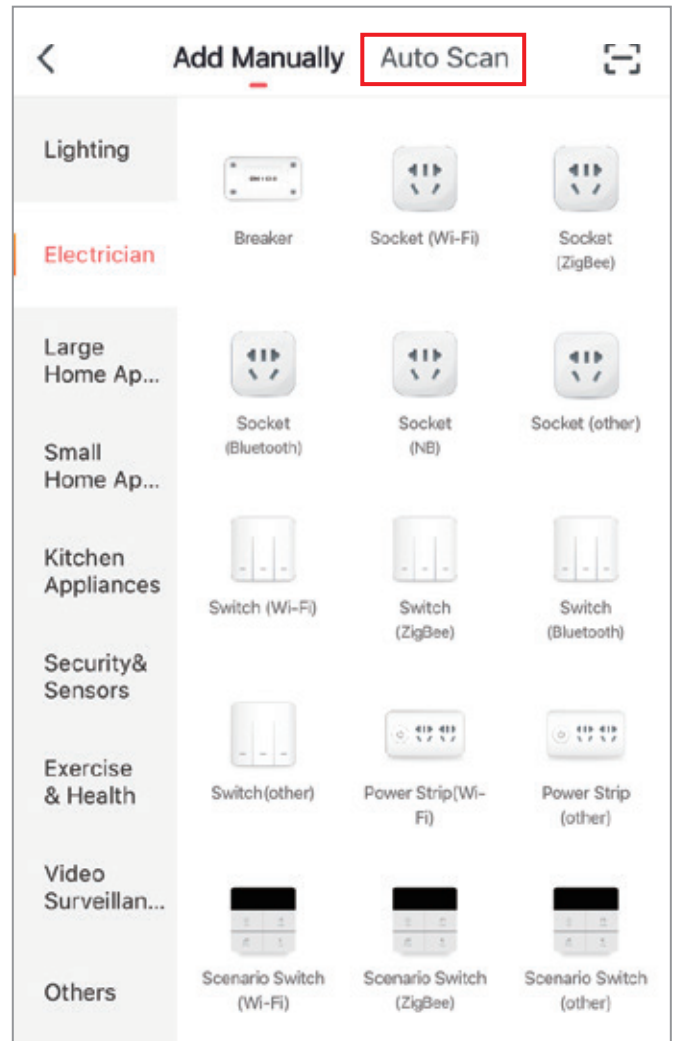 Add Manually Auto Scan
Lighting
Electrician
Large
Home Ap...
Small
Home Ap...
Kitchen
Appliances
Security&
Sensors
Exercise
& Health
Video
Surveillan...
Others
Breaker
Socket (Wi-Fi)
Socket
(ZigBee)
Socket
(Bluetooth)
Socket
(NB)
Socket (other)
Switch (Wi-Fi)
Switch
(ZigBee)
Switch
(Bluetooth)
Switch(other)
Power Strip(Wi-
Fi)
Power Strip
(other)
Scenario Switch
(Wi-Fi)
Scenario Switch
(ZigBee)
Scenario Switch
(other)